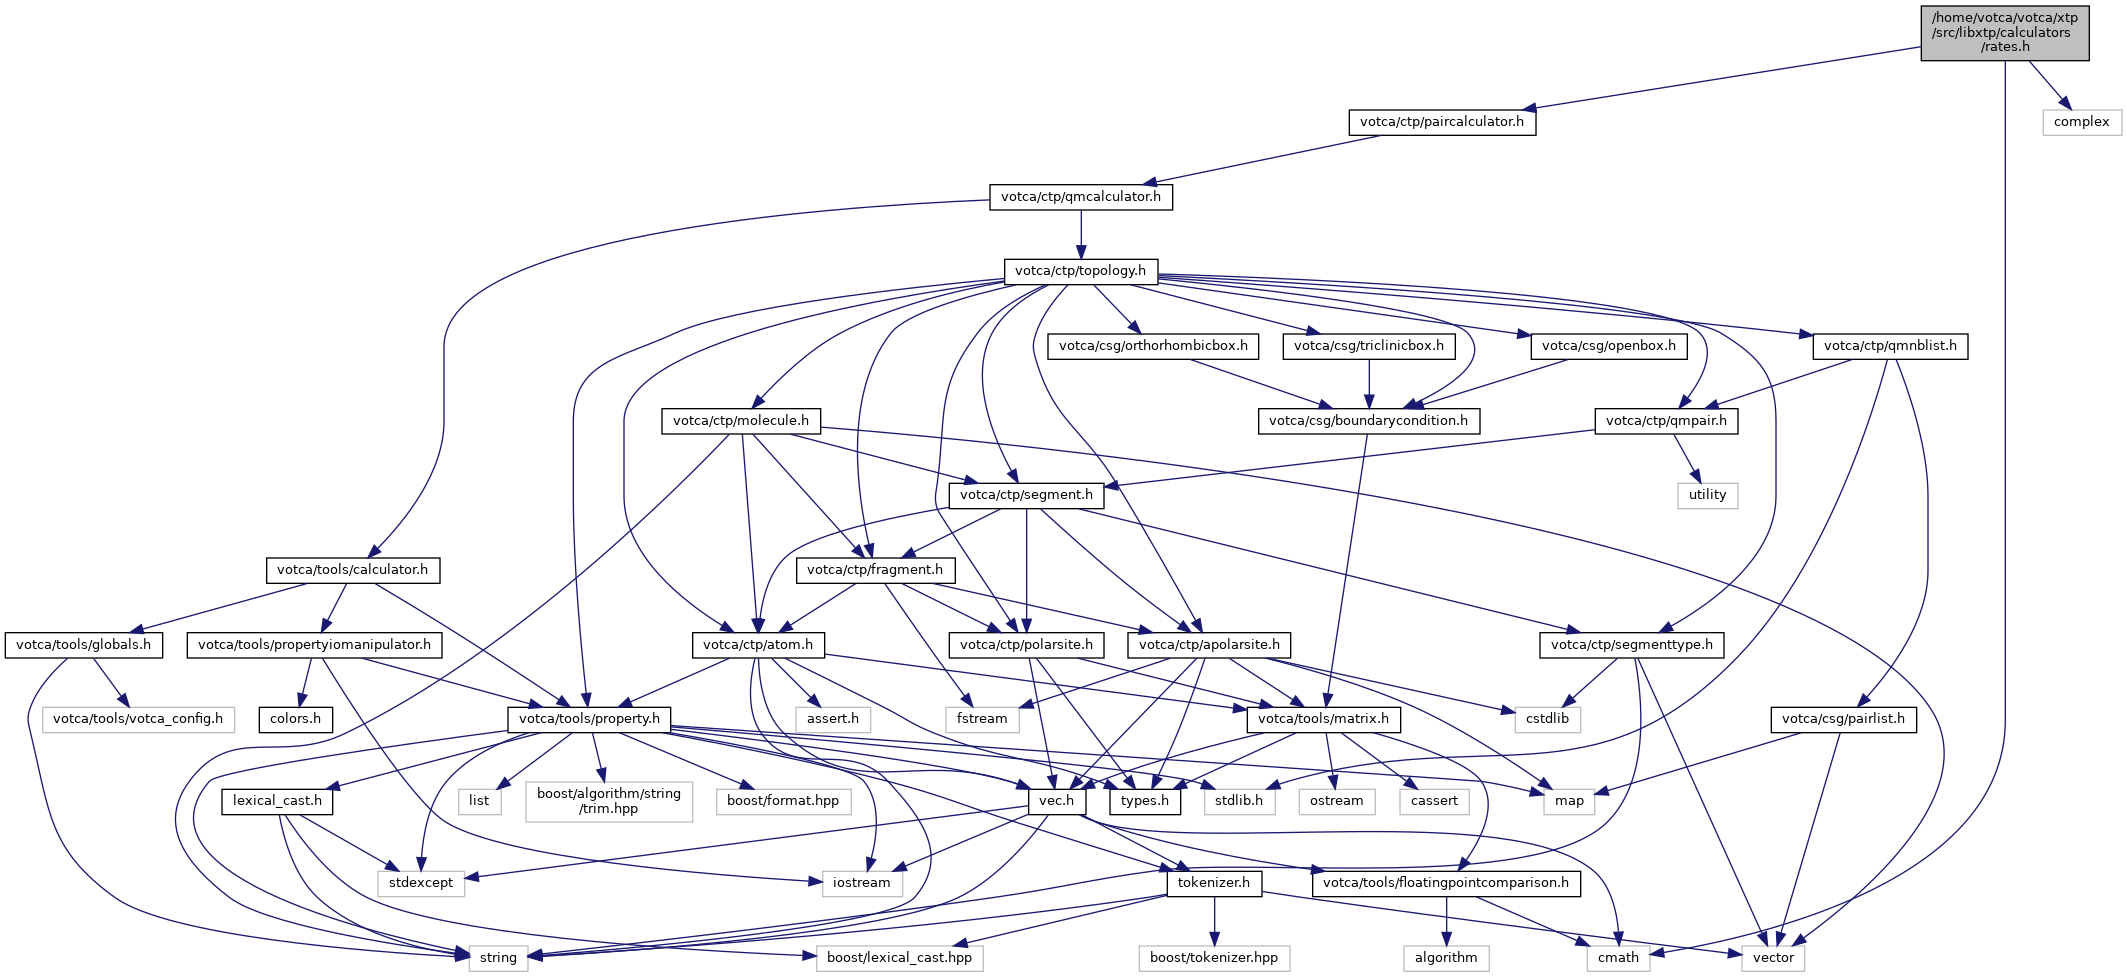 /home/votca/votca/xtp
/src/libxtp/calculators
/rates.h
votca/ctp/paircalculator.h
complex
votca/ctp/qmcalculator.h
votca/ctp/topology.h
votca/csg/orthorhombicbox.h
votca/csg/triclinicbox.h
votca/csg/openbox.h
votca/ctp/qmnblist.h
votca/ctp/molecule.h
votca/csg/boundarycondition.h
votca/ctp/qmpair.h
votca/ctp/segment.h
utility
votca/tools/calculator.h
votca/ctp/fragment.h
votca/tools/globals.h
votca/tools/propertyiomanipulator.h
votca/ctp/atom.h
votca/ctp/polarsite.h
votca/ctp/apolarsite.h
votca/ctp/segmenttype.h
votca/tools/votca_config.h
colors.h
votca/tools/property.h
assert.h
fstream
votca/tools/matrix.h
cstdlib
votca/csg/pairlist.h
lexical_cast.h
list
boost/algorithm/string
/trim.hpp
boost/format.hpp
vec.h
types.h
stdlib.h
ostream
cassert
map
stdexcept
iostream
tokenizer.h
votca/tools/floatingpointcomparison.h
string
boost/lexical_cast.hpp
boost/tokenizer.hpp
algorithm
cmath
vector